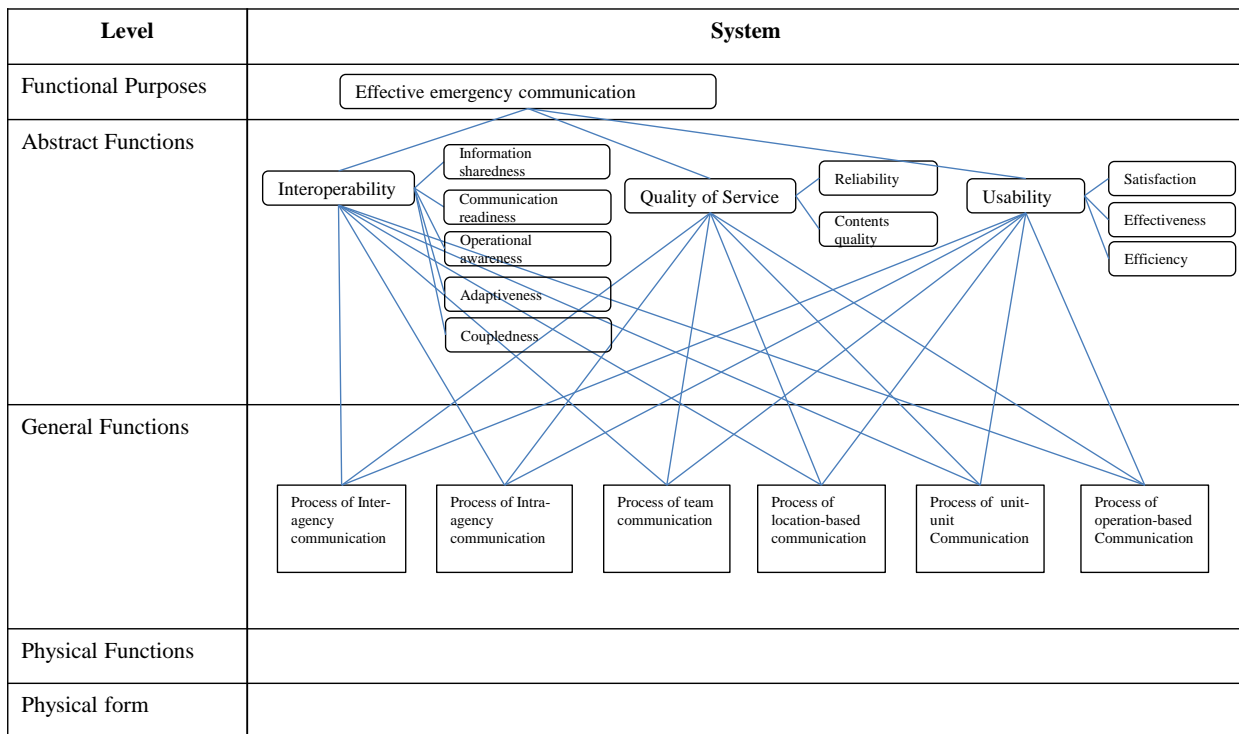 Level
System
Functional Purposes
Effective emergency communication
Abstract Functions
Interoperability
Information
sharedness
Communication
readiness
Operational
awareness
Adaptiveness
Coupledness
Quality of Service
Reliability
Contents
quality
Usability
Satisfaction
Effectiveness
Efficiency
General Functions
Process of Inter-
agency
communication
Process of Intra-
agency
communication
Process of team
communication
Process of
location-based
communication
Process of unit-
unit
Communication
Process of
operation-based
Communication
Physical Functions
Physical form